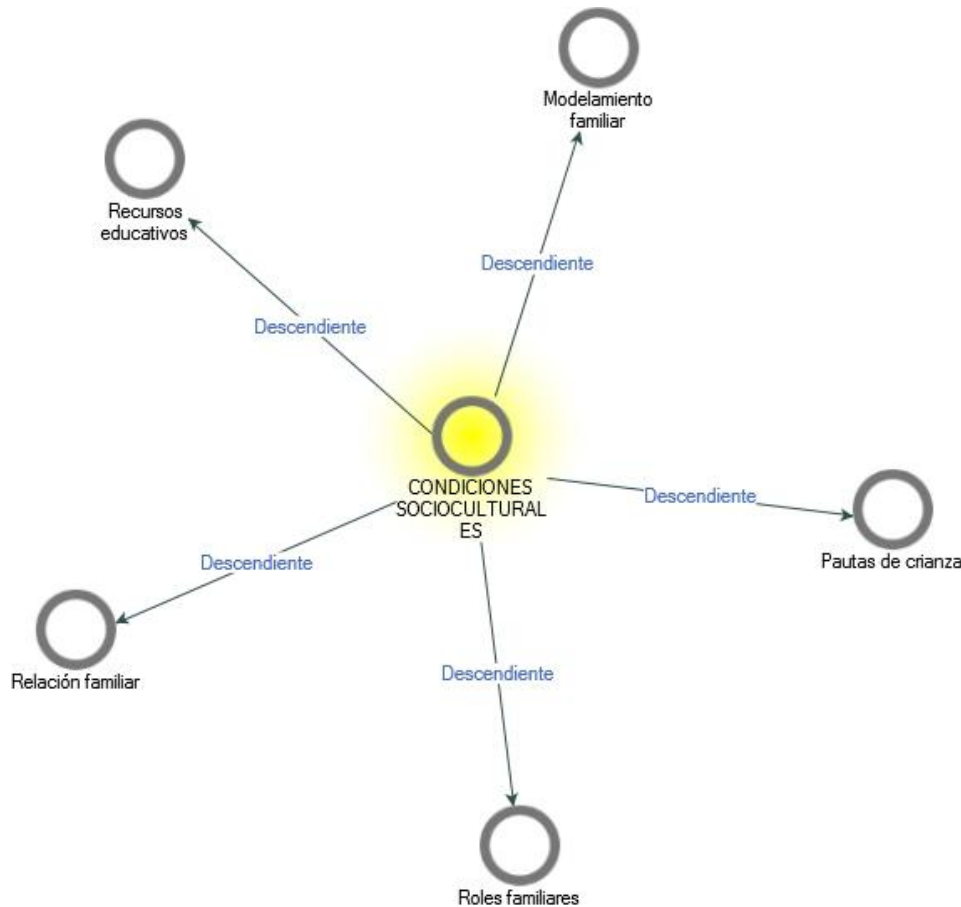 Modelamiento
familiar
Recursos
educativos
Descendiente
Descendiente
CONDICIONES
SOCIOCULTURAL
ES
Descendiente
Pautas de crianza
Descendiente
Relación familiar
Descendiente
Roles familiares